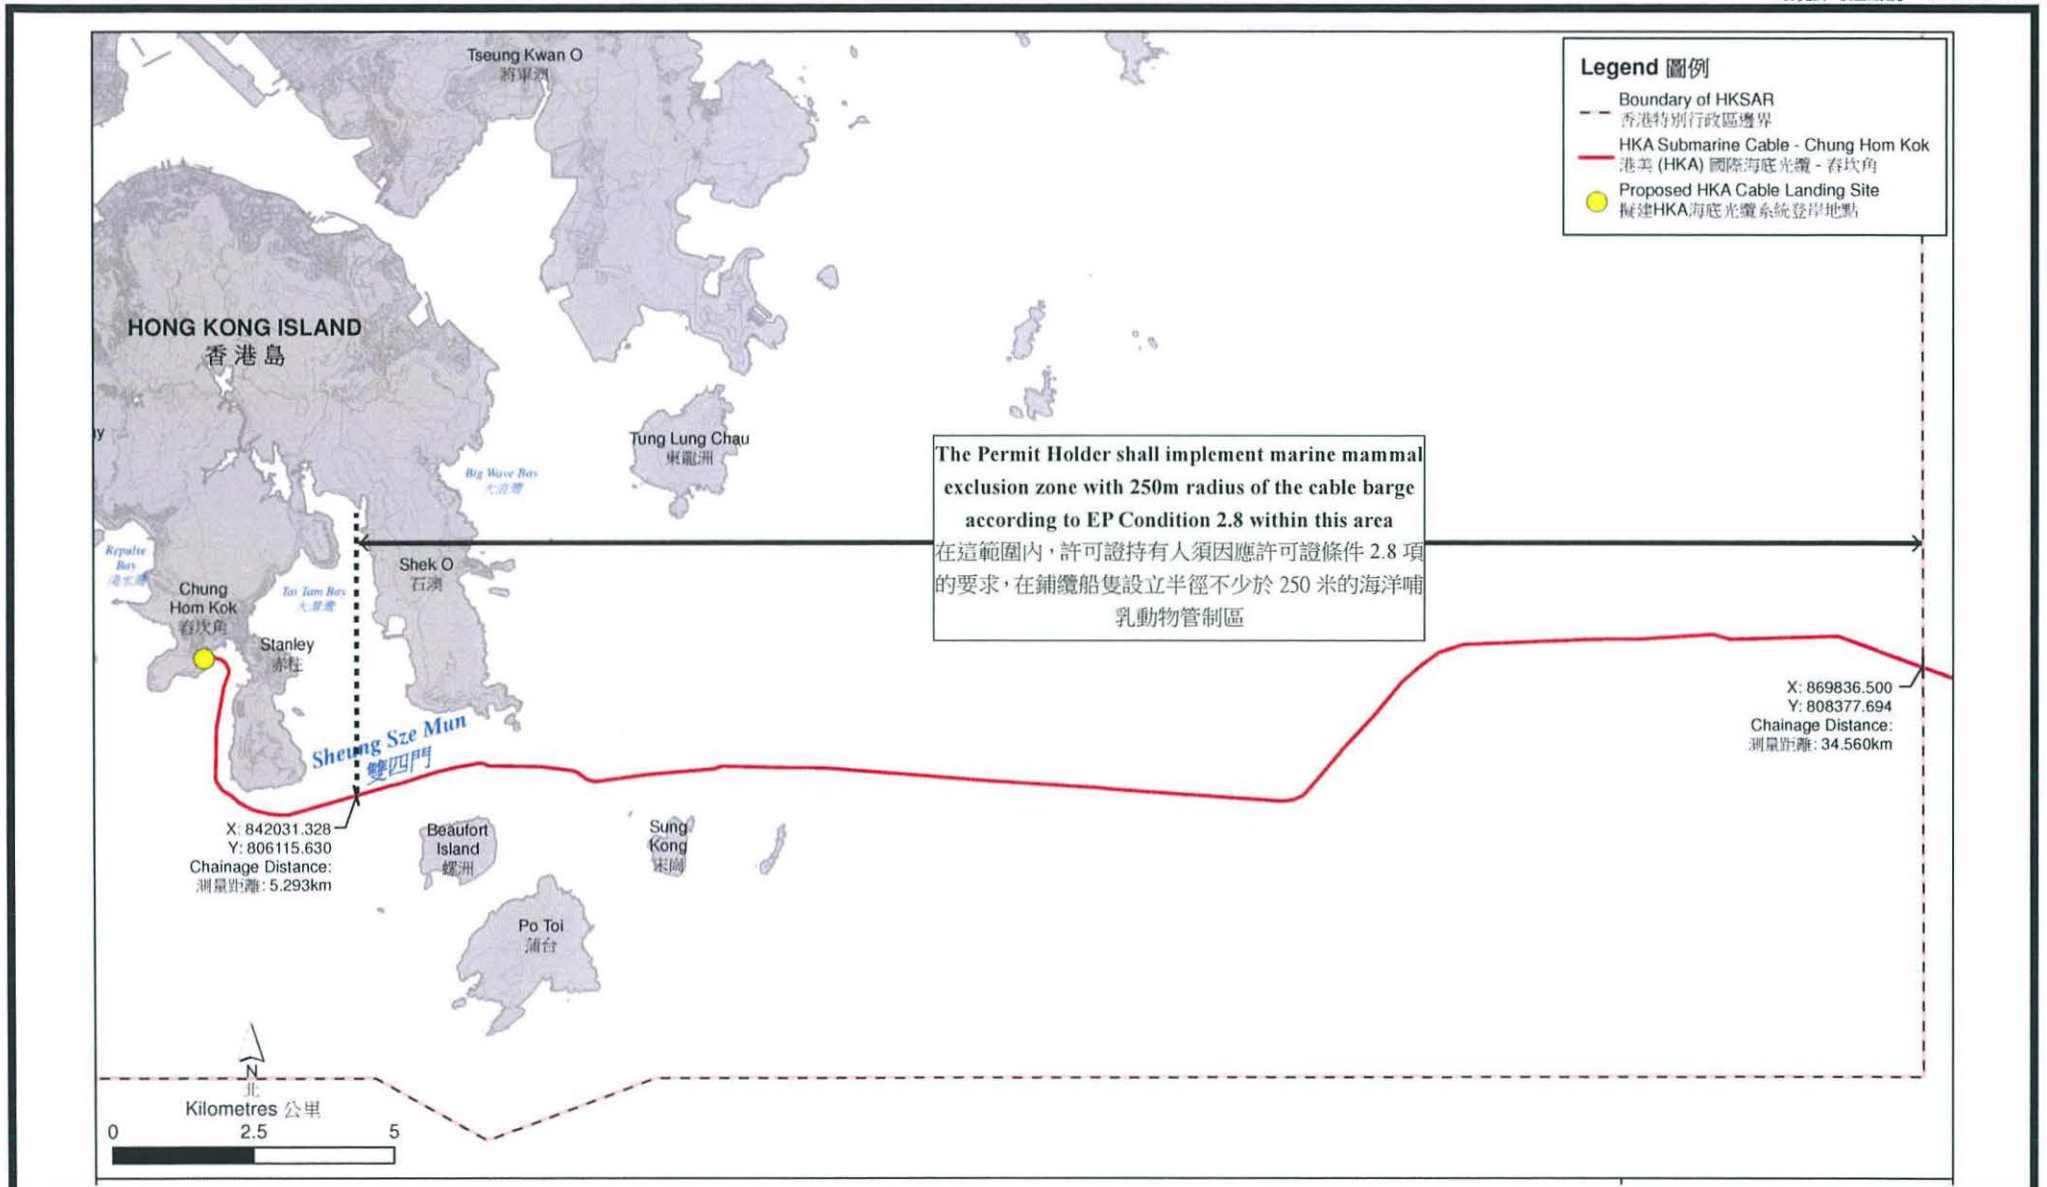 Tseung Kwan O
將軍澳
Legend 圖例
Boundary of HKSAR
香港特別行政區邊界
HKA Submarine Cable - Chung Hom Kok
港美 (HKA) 國際海底光纜 - 舂坎角
Proposed HKA Cable Landing Site
擬建HKA海底光纜系統登岸地點
HONG KONG ISLAND
香港島
Tung Lung Chau
東龍洲
Big Wave Bay
大浪灣
The Permit Holder shall implement marine mammal
exclusion zone with 250m radius of the cable barge
according to EP Condition 2.8 within this area
在這範圍內，許可證持有人須因應許可證條件 2.8 項
的要求，在鋪纜船隻設立半徑不少於 250 米的海洋哺
乳動物管制區
Repulse
Bay
淺水灣
Shek O
石澳
Chung
Hom Kok
舂坎角
Tai Tam Bay
大潭灣
Stanley
赤柱
Sheung Sze Mun
雙四門
X: 869836.500
Y: 808377.694
Chainage Distance:
測量距離: 34.560km
X: 842031.328
Y: 806115.630
Chainage Distance:
測量距離: 5.293km
Beaufort
Island
螺洲
Sung
Kong
宋崗
Po Toi
蒲台
N
北
Kilometres 公里
0 2.5 5